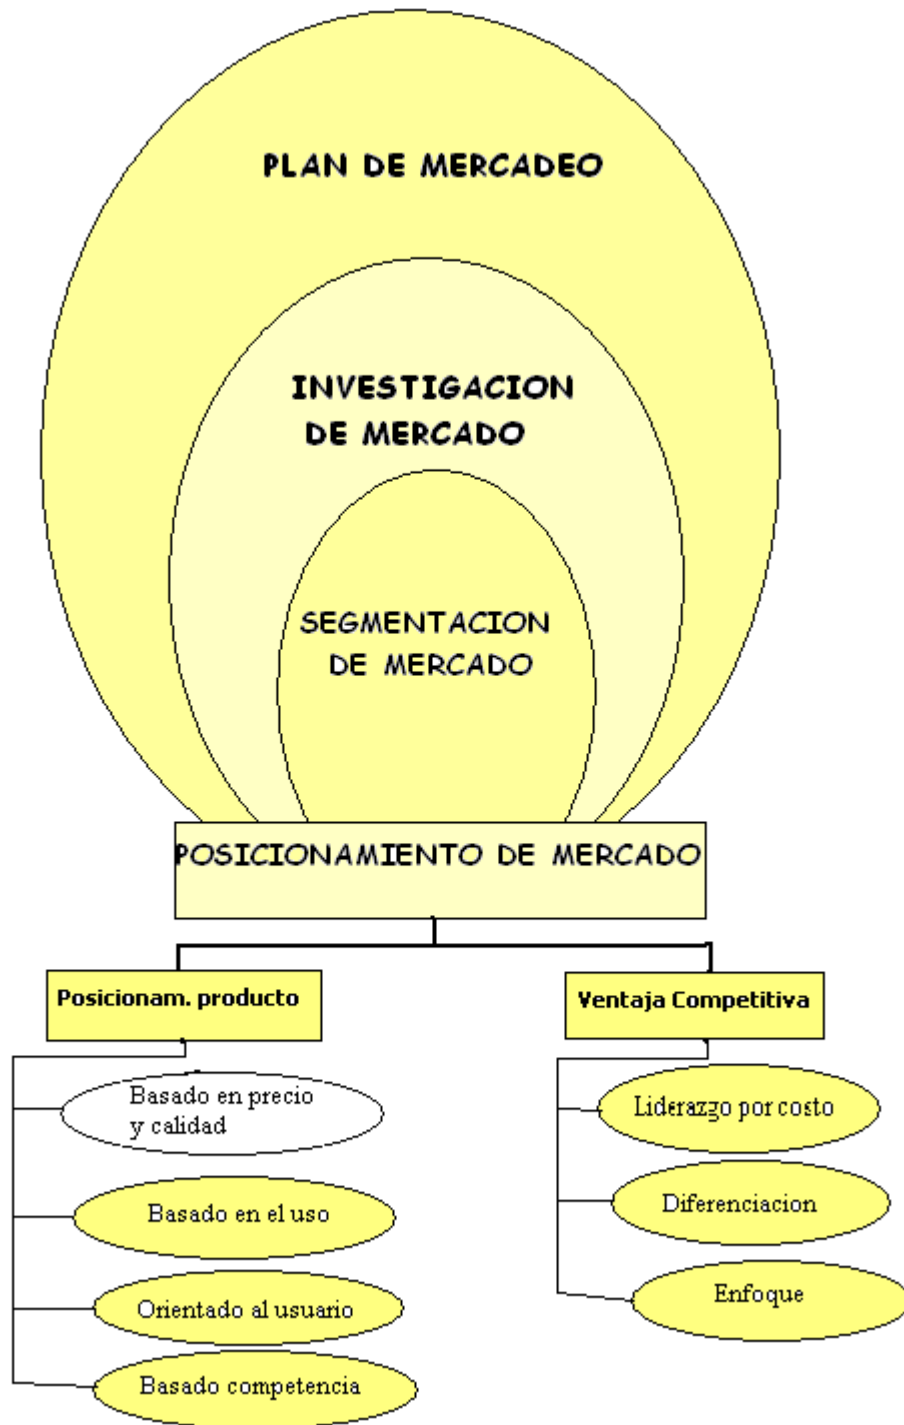 PLAN DE MERCADEO
INVESTIGACION
DE MERCADO
SEGMENTACION
DE MERCADO
POSICIONAMIENTO DE MERCADO
Posicionam. producto
Basado en precio
y calidad
Basado en el uso
Orientado al usuario
Basado competencia
Ventaja Competitiva
Liderazgo por costo
Diferenciacion
Enfoque